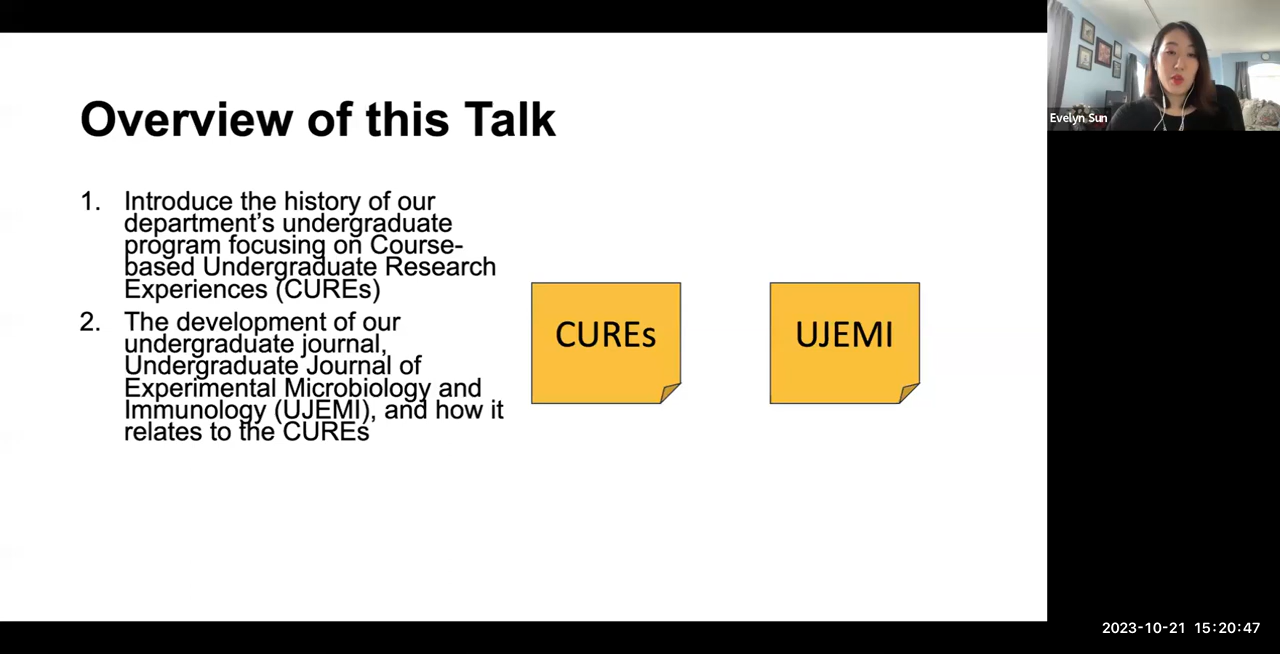 Overview of this Talk
1. Introduce the history of our
department’s undergraduate
program focusing on Course-
based Undergraduate Research
Experiences (CUREs)
2. The development of our
undergraduate journal,
Undergraduate Journal of
Experimental Microbiology and
Immunology (UJEMI), and how it
relates to the CUREs
CUREs
UJEMI
Evelyn Sun
2023-10-21 15:20:47